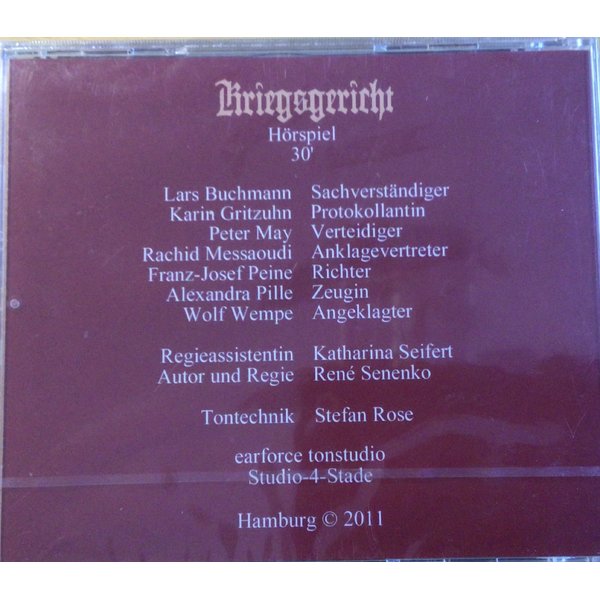 Kriegsgericht
Hörspiel
30'
Lars Buchmann Sachverständiger
Karin Gritzuhn Protokollantin
Peter May Verteidiger
Rachid Messaoudi Anklagevertreter
Franz-Josef Peine Richter
Alexandra Pille Zeugin
Wolf Wempe Angeklagter
Regieassistentin Katharina Seifert
Autor und Regie René Senenko
Tontechnik Stefan Rose
earforce tonstudio
Studio-4-Stade
Hamburg © 2011